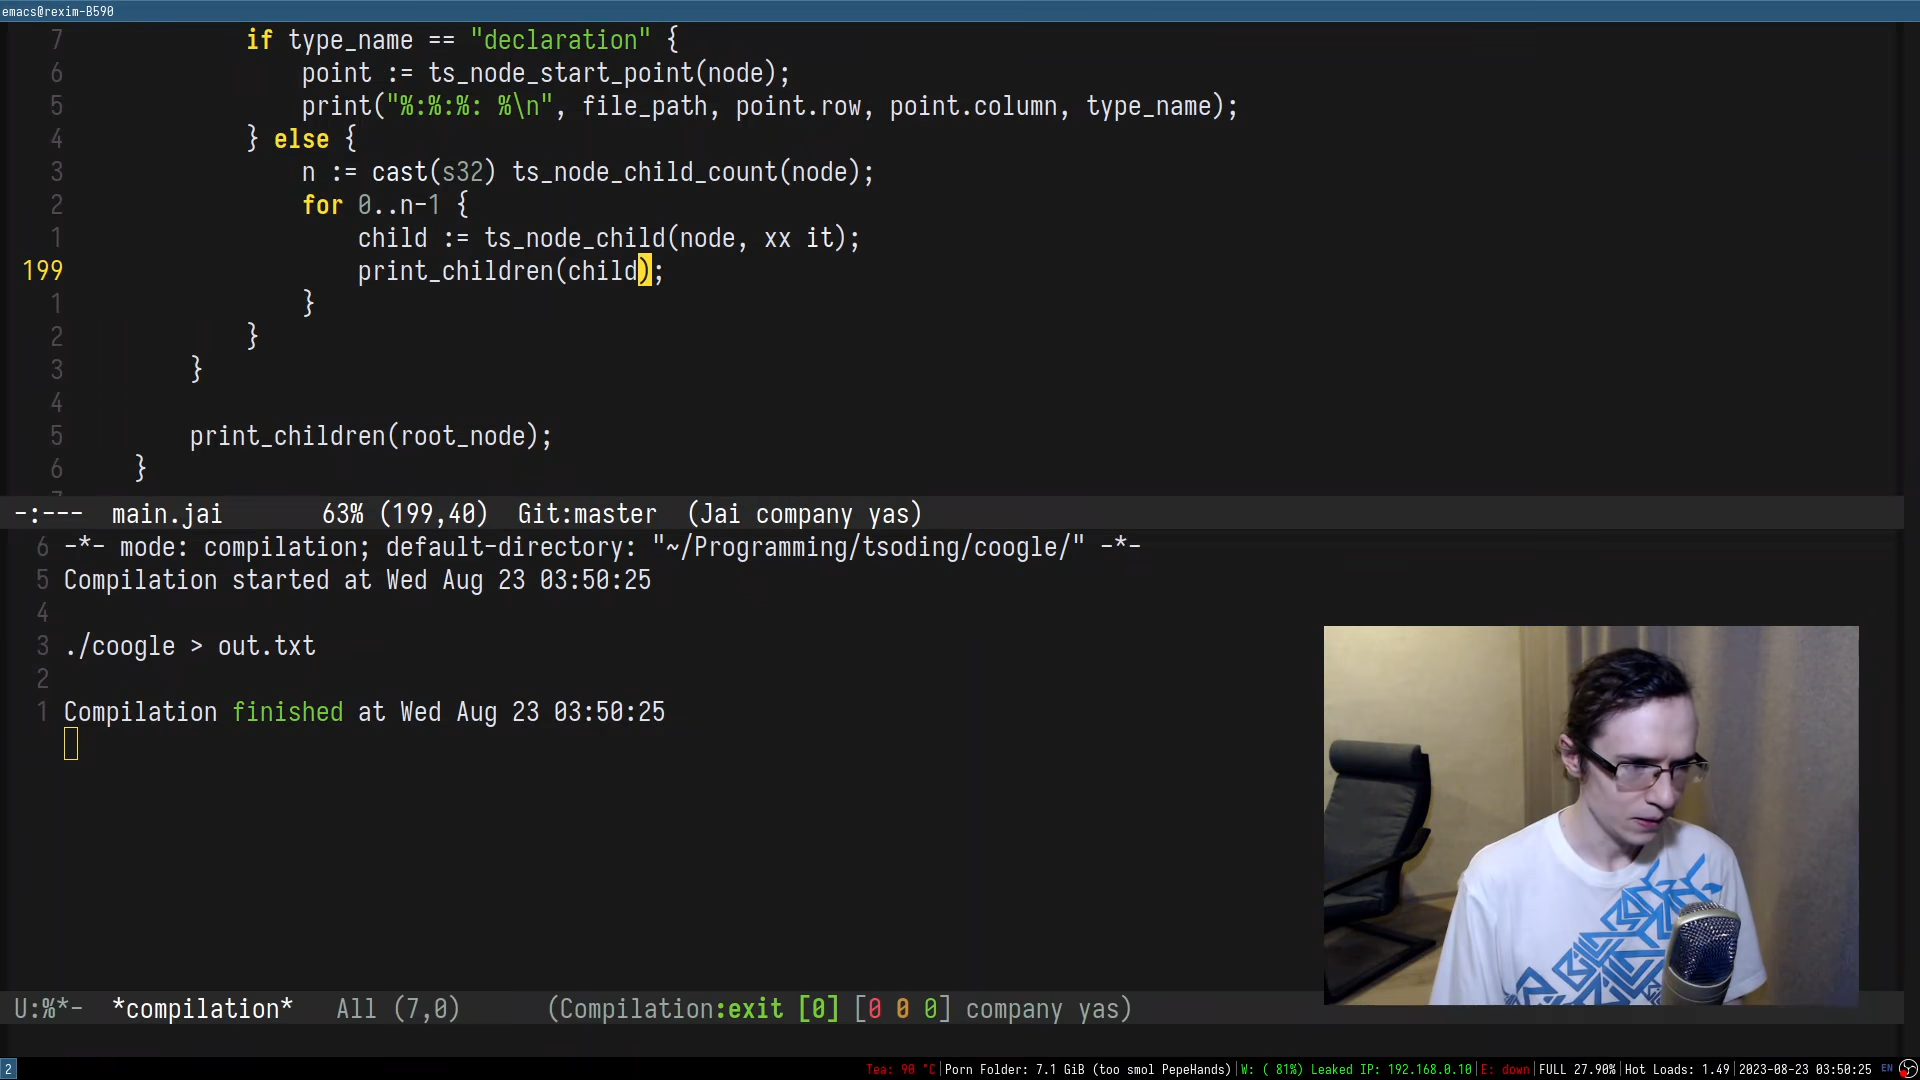 emacs@rexim-B590
7 if type_name == "declaration" {
6 point := ts_node_start_point(node);
5 print("%:%:%: %\n", file_path, point.row, point.column, type_name);
4 } else {
3 n := cast(s32) ts_node_child_count(node);
2 for 0..n-1 {
1 child := ts_node_child(node, xx it);
199 print_children(child);
1 }
2 }
3 }
4
5 print_children(root_node);
6 }
-:--- main.jai 63% (199,40) Git:master (Jai company yas)
6 -*- mode: compilation; default-directory: "~/Programming/tsoding/coogle/" -*-
5 Compilation started at Wed Aug 23 03:50:25
4
3 ./coogle > out.txt
2
1 Compilation finished at Wed Aug 23 03:50:25
U:%*- *compilation* All (7,0) (Compilation:exit [0] [0 0 0] company yas)
2 Tea: 90 °C|Porn Folder: 7.1 GiB (too smol PepeHands)|W: ( 81%) Leaked IP: 192.168.0.10|E: down|FULL 27.90%|Hot Loads: 1.49|2023-08-23 03:50:25 EN